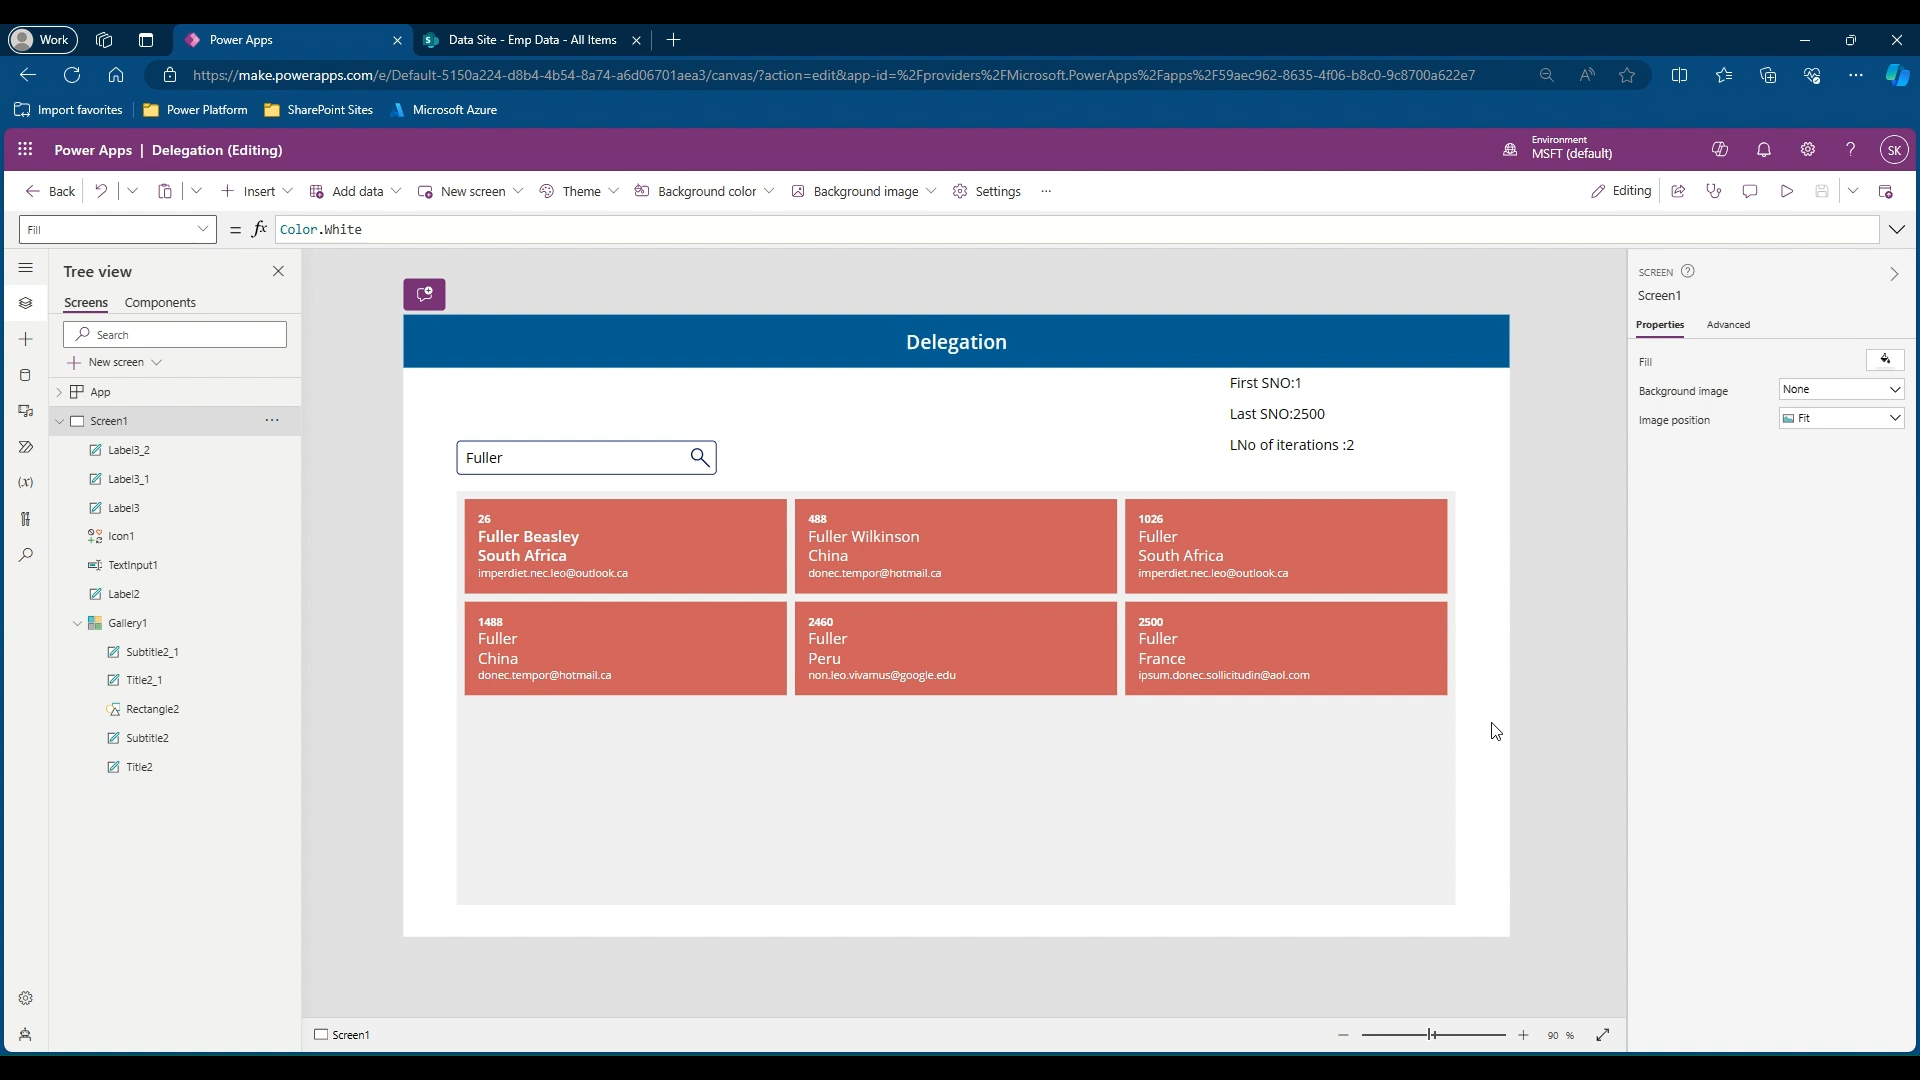 Work
Power Apps
Data Site - Emp Data - All Items
https://make.powerapps.com/e/Default-5150a224-d8b4-4b54-8a74-a6d06701aea3/canvas/?action=edit&app-id=%2Fproviders%2FMicrosoft.PowerApps%2Fapps%2F59aec962-8635-4f06-b8c0-9c8700a622e7
Import favorites
Power Platform
SharePoint Sites
Microsoft Azure
Power Apps | Delegation (Editing)
Environment
MSFT (default)
SK
Back
Insert
Add data
New screen
Theme
Background color
Background image
Settings
Editing
Fill
= fx
Color.White
Tree view
Screens
Components
Search
New screen
App
Screen1
Label3_2
Label3_1
Label3
Icon1
TextInput1
Label2
Gallery1
Subtitle2_1
Title2_1
Rectangle2
Subtitle2
Title2
Delegation
First SNO:1
Last SNO:2500
LNo of iterations :2
Fuller
26
Fuller Beasley
South Africa
imperdiet.nec.leo@outlook.ca
488
Fuller Wilkinson
China
donec.tempor@hotmail.ca
1026
Fuller
South Africa
imperdiet.nec.leo@outlook.ca
1488
Fuller
China
donec.tempor@hotmail.ca
2460
Fuller
Peru
non.leo.vivamus@google.edu
2500
Fuller
France
ipsum.donec.sollicitudin@aol.com
SCREEN
Screen1
Properties
Advanced
Fill
Background image
None
Image position
Fit
Screen1
90 %